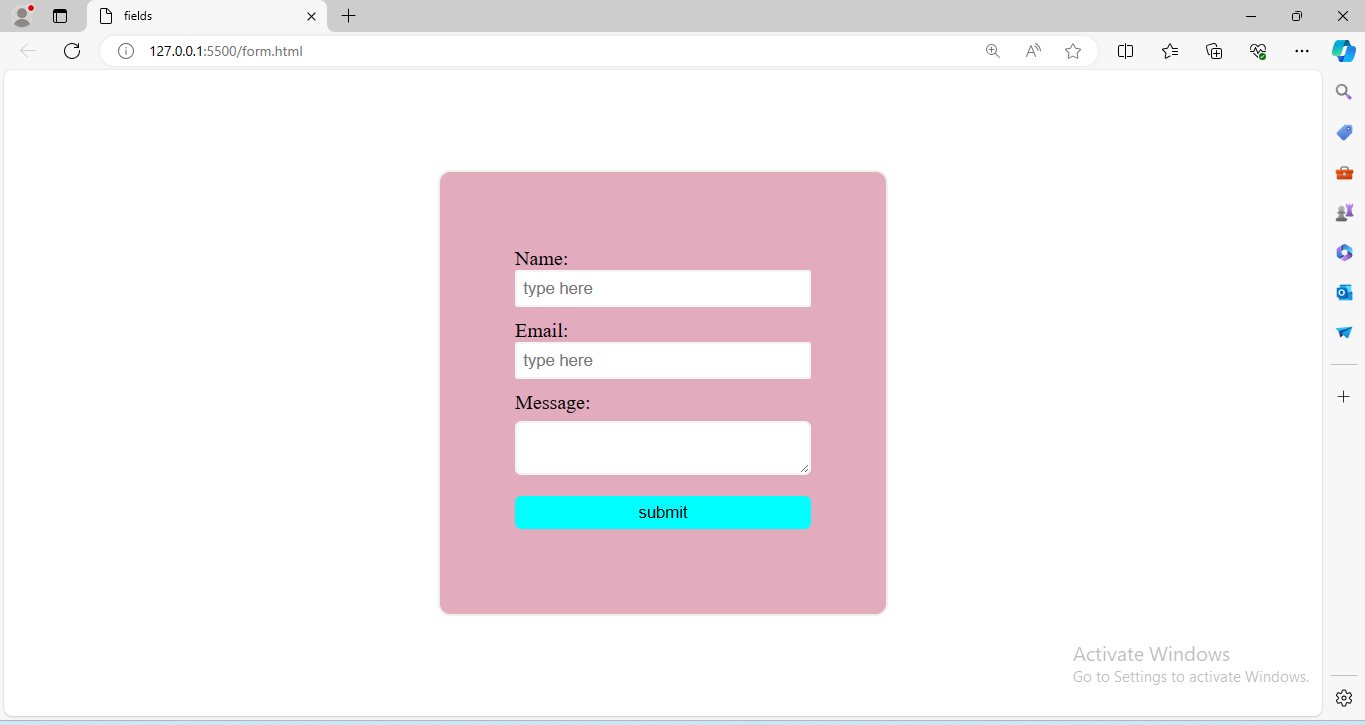 fields
127.0.0.1:5500/form.html
Name:
type here
Email:
type here
Message:
submit
Activate Windows
Go to Settings to activate Windows.